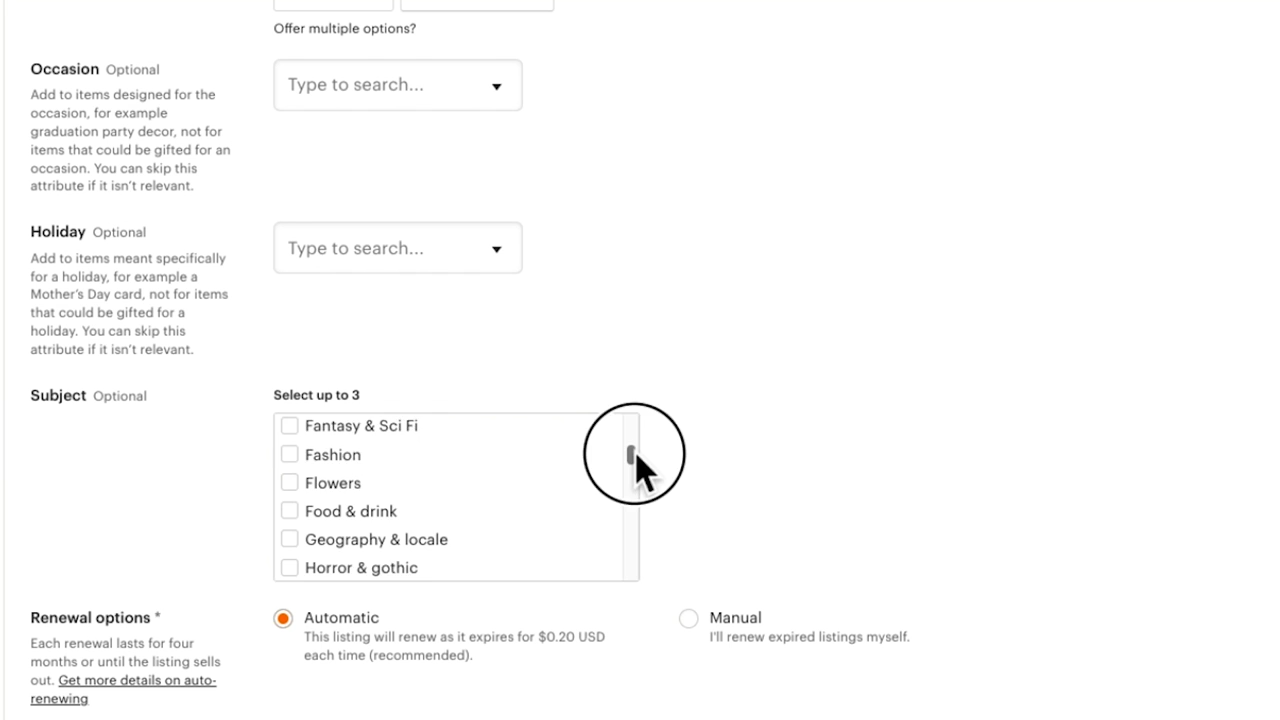 Offer multiple options?
Occasion Optional
Type to search...
Add to items designed for the
occasion, for example
graduation party decor, not for
items that could be gifted for an
occasion. You can skip this
attribute if it isn’t relevant.
Holiday Optional
Type to search...
Add to items meant specifically
for a holiday, for example a
Mother’s Day card, not for items
that could be gifted for a
holiday. You can skip this
attribute if it isn’t relevant.
Subject Optional
Select up to 3
Fantasy & Sci Fi
Fashion
Flowers
Food & drink
Geography & locale
Horror & gothic
Renewal options *
Each renewal lasts for four
months or until the listing sells
out. Get more details on auto-
renewing
Automatic
This listing will renew as it expires for $0.20 USD
each time (recommended).
Manual
I'll renew expired listings myself.